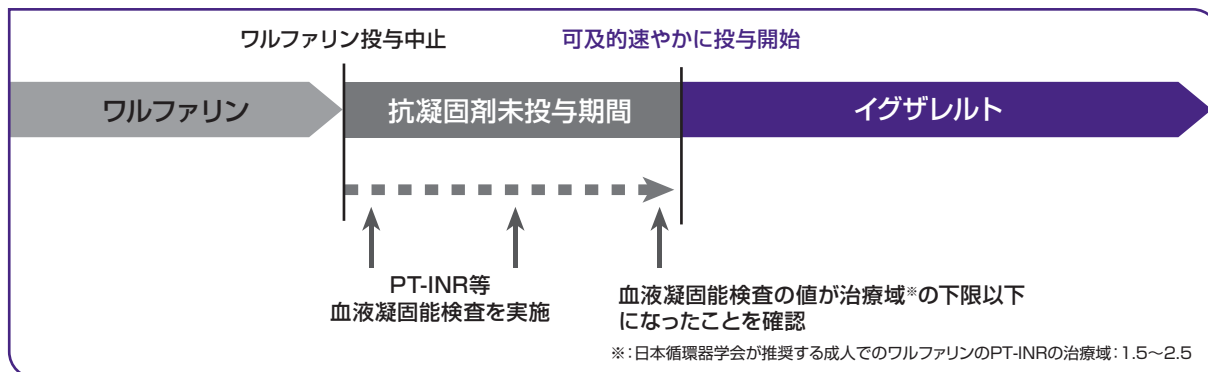 ワルファリン投与中止
可及的速やかに投与開始
ワルファリン
抗凝固剤未投与期間
イグザレルト
PT-INR等
血液凝固能検査を実施
血液凝固能検査の値が治療域※の下限以下
になったことを確認
※:日本循環器学会が推奨する成人でのワルファリンのPT-INRの治療域:1.5〜2.5